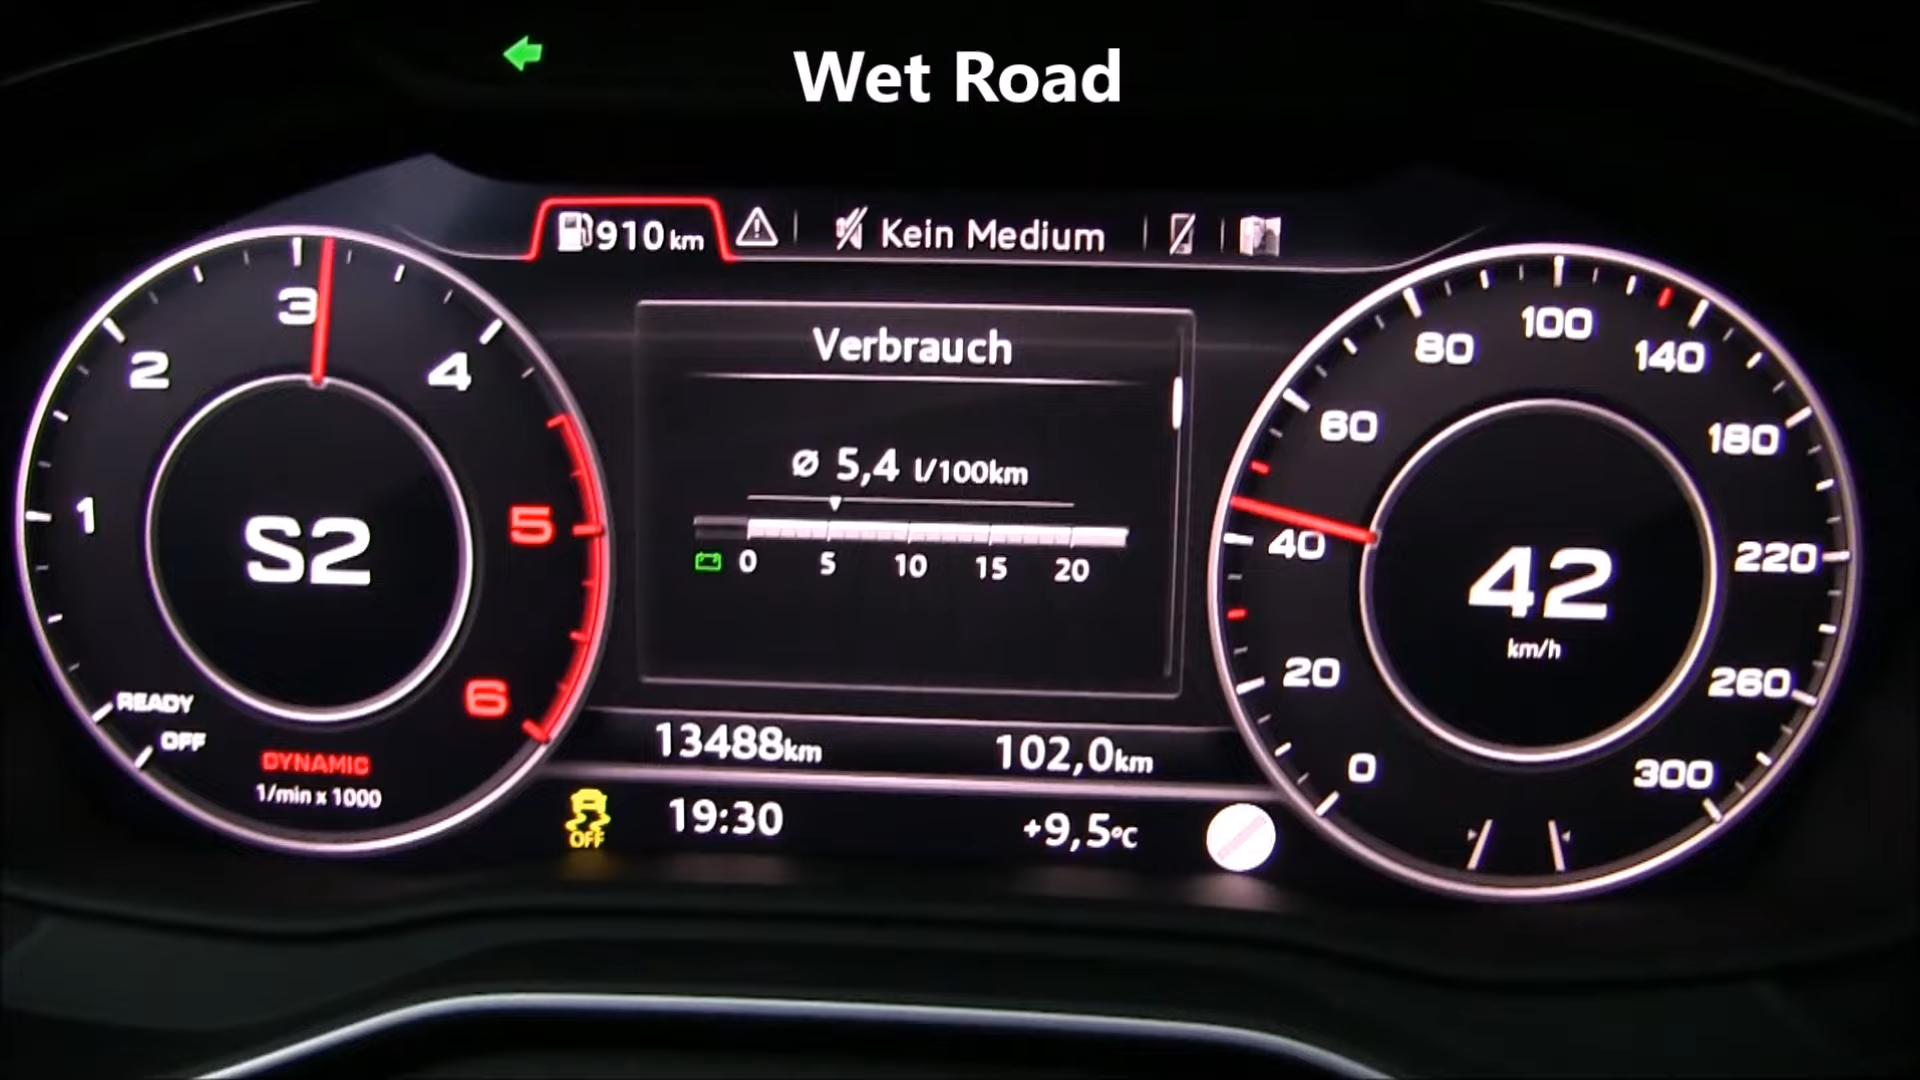 Wet Road
910 km
Kein Medium
Verbrauch
Ø 5,4 l/100km
0 5 10 15 20
13488km
102,0km
19:30
+9,5°C
OFF
1
2
3
4
5
6
READY
OFF
S2
DYNAMIC
1/min x 1000
0
20
40
60
80
100
140
180
220
260
300
42
km/h